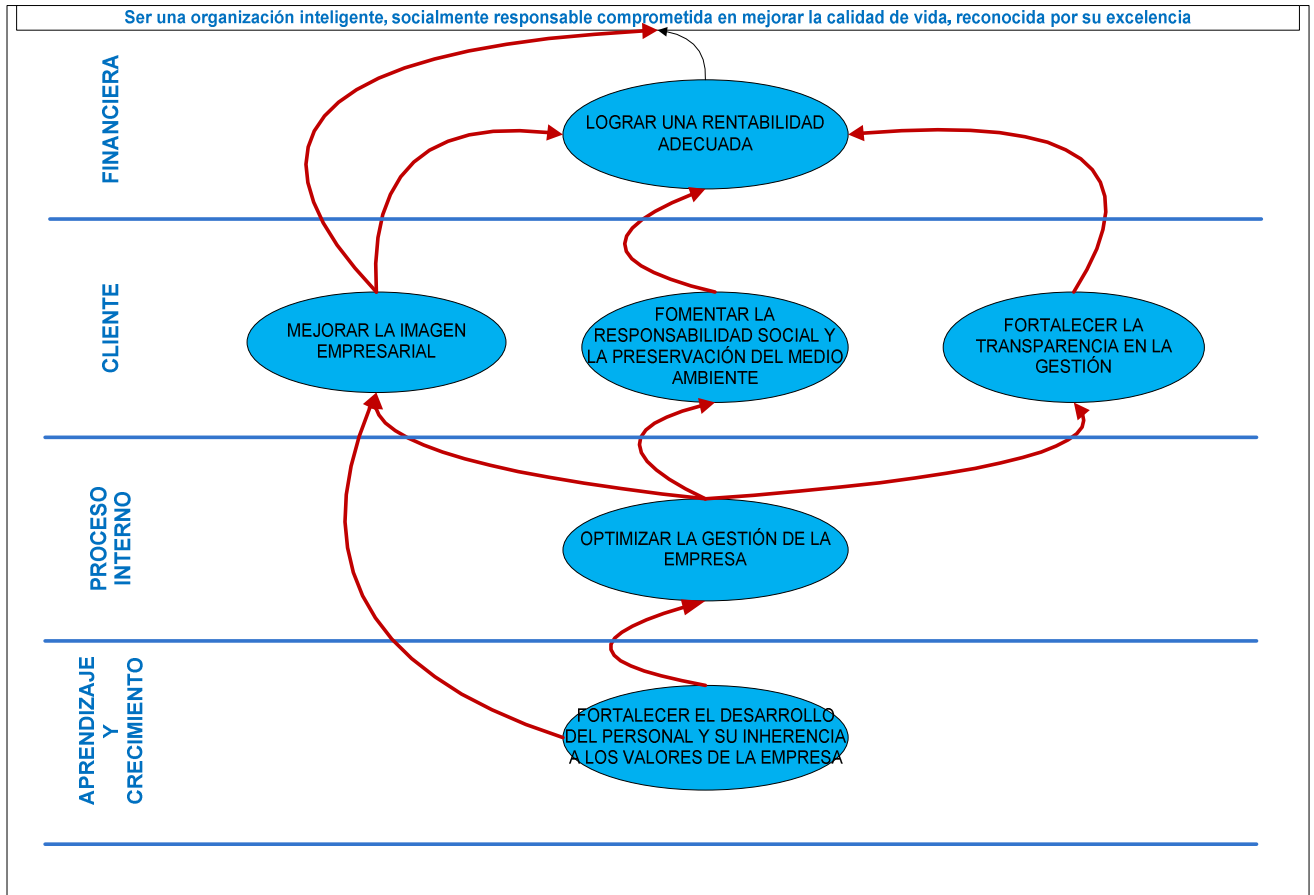 Ser una organización inteligente, socialmente responsable comprometida en mejorar la calidad de vida, reconocida por su excelencia
FINANCIERA
LOGRAR UNA RENTABILIDAD
ADECUADA
CLIENTE
MEJORAR LA IMAGEN
EMPRESARIAL
FOMENTAR LA
RESPONSABILIDAD SOCIAL Y
LA PRESERVACIÓN DEL MEDIO
AMBIENTE
FORTALECER LA
TRANSPARENCIA EN LA
GESTIÓN
PROCESO
INTERNO
OPTIMIZAR LA GESTIÓN DE LA
EMPRESA
APRENDIZAJE
Y
CRECIMIENTO
FORTALECER EL DESARROLLO
DEL PERSONAL Y SU INHERENCIA
A LOS VALORES DE LA EMPRESA